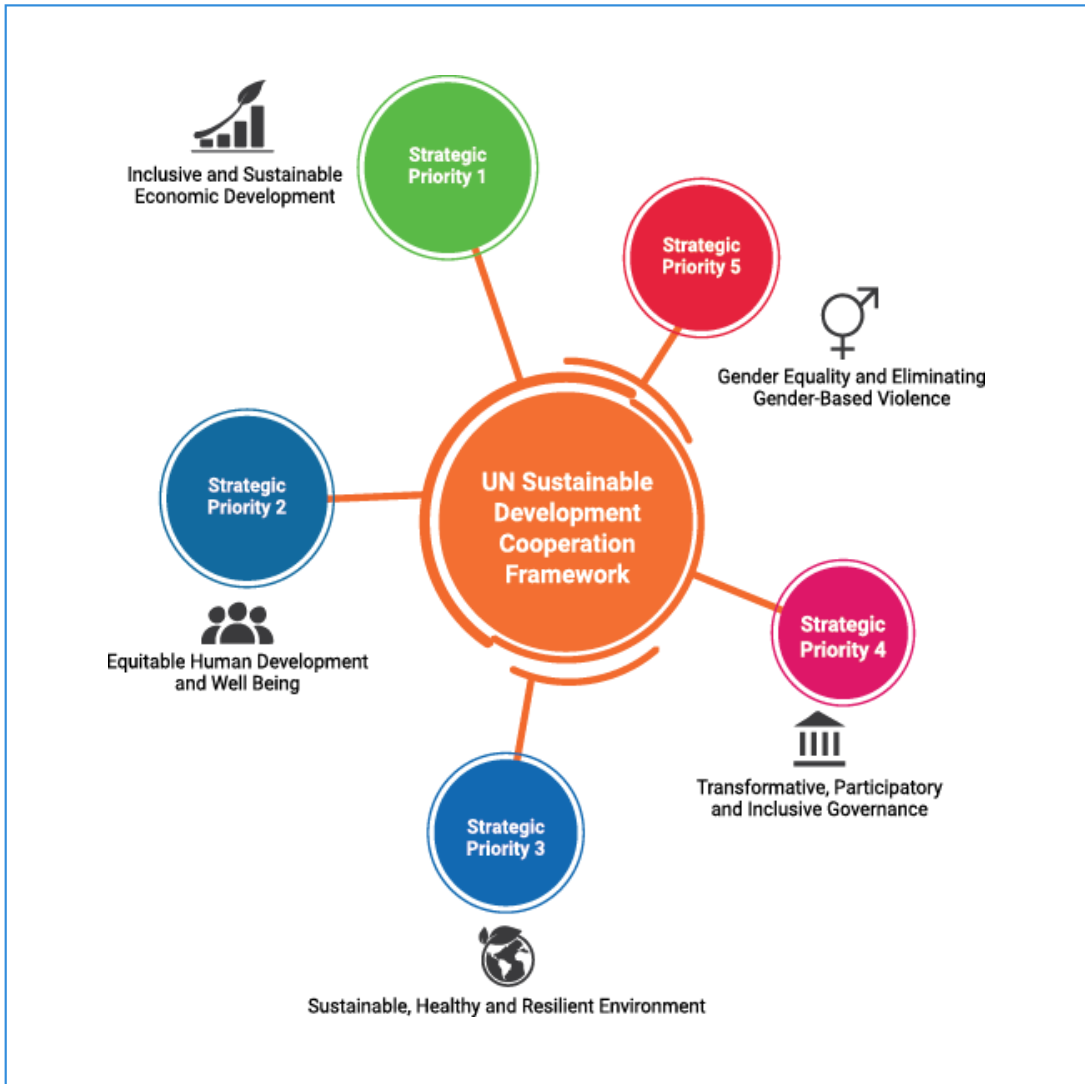 Strategic
Priority 1
Inclusive and Sustainable
Economic Development
Strategic
Priority 5
Gender Equality and Eliminating
Gender-Based Violence
UN Sustainable
Development
Cooperation
Framework
Strategic
Priority 2
Equitable Human Development
and Well Being
Strategic
Priority 4
Transformative, Participatory
and Inclusive Governance
Strategic
Priority 3
Sustainable, Healthy and Resilient Environment